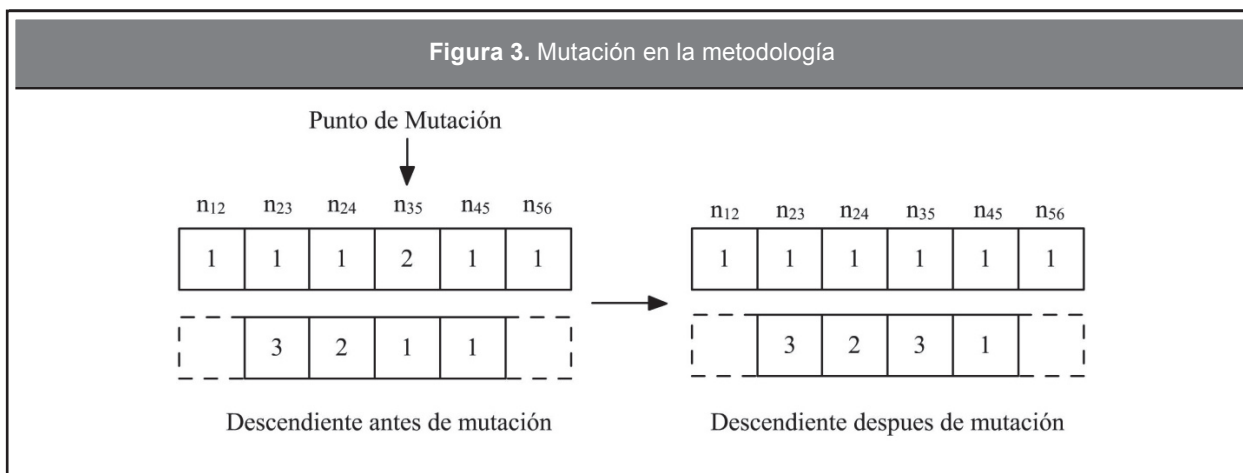 Figura 3. Mutación en la metodología
Punto de Mutación
n12 n23 n24 n35 n45 n56
1 1 1 2 1 1
3 2 1 1
Descendiente antes de mutación
n12 n23 n24 n35 n45 n56
1 1 1 1 1 1
3 2 3 1
Descendiente despues de mutación